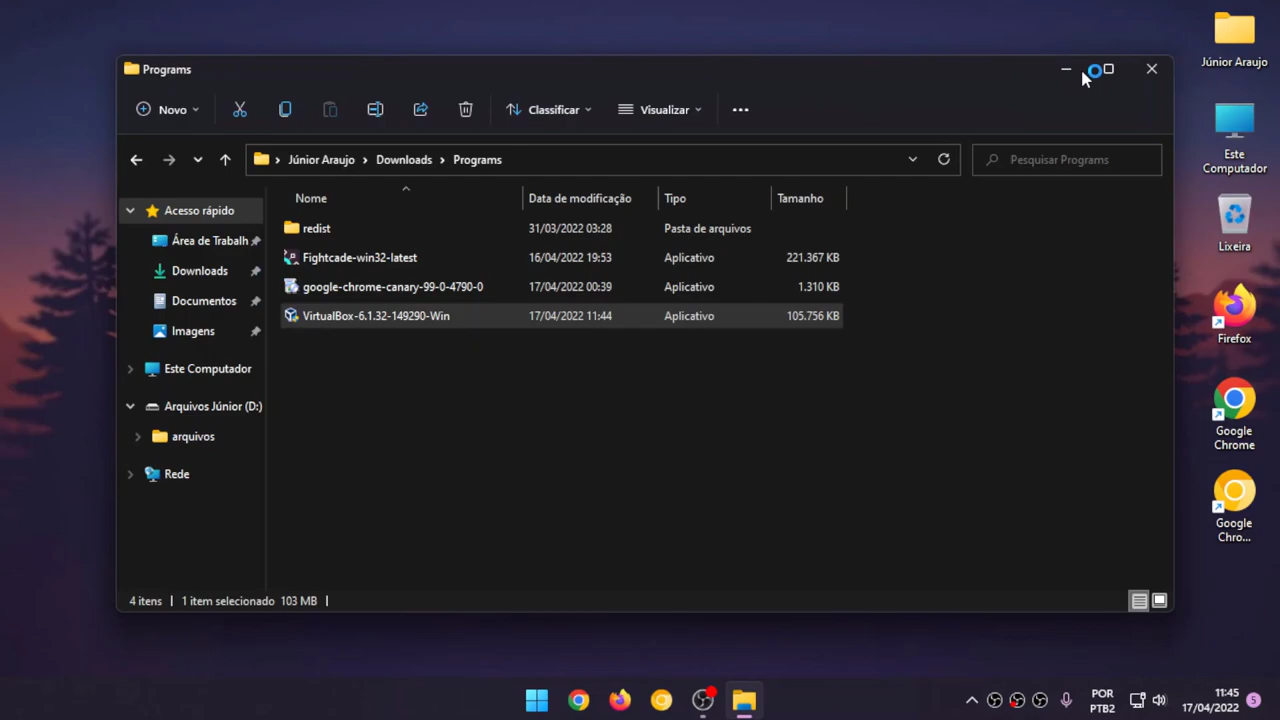 Programs
Novo
Classificar
Visualizar
Júnior Araujo
Downloads
Programs
Pesquisar Programs
Nome
Data de modificação
Tipo
Tamanho
redist
31/03/2022 03:28
Pasta de arquivos
Fightcade-win32-latest
16/04/2022 19:53
Aplicativo
221.367 KB
google-chrome-canary-99-0-4790-0
17/04/2022 00:39
Aplicativo
1.310 KB
VirtualBox-6.1.32-149290-Win
17/04/2022 11:44
Aplicativo
105.756 KB
Acesso rápido
Área de Trabalh
Downloads
Documentos
Imagens
Este Computador
Arquivos Júnior (D:)
arquivos
Rede
4 itens
1 item selecionado 103 MB
Júnior Araujo
Este
Computador
Lixeira
Firefox
Google
Chrome
Google
Chro...
POR
PTB2
11:45
17/04/2022
5